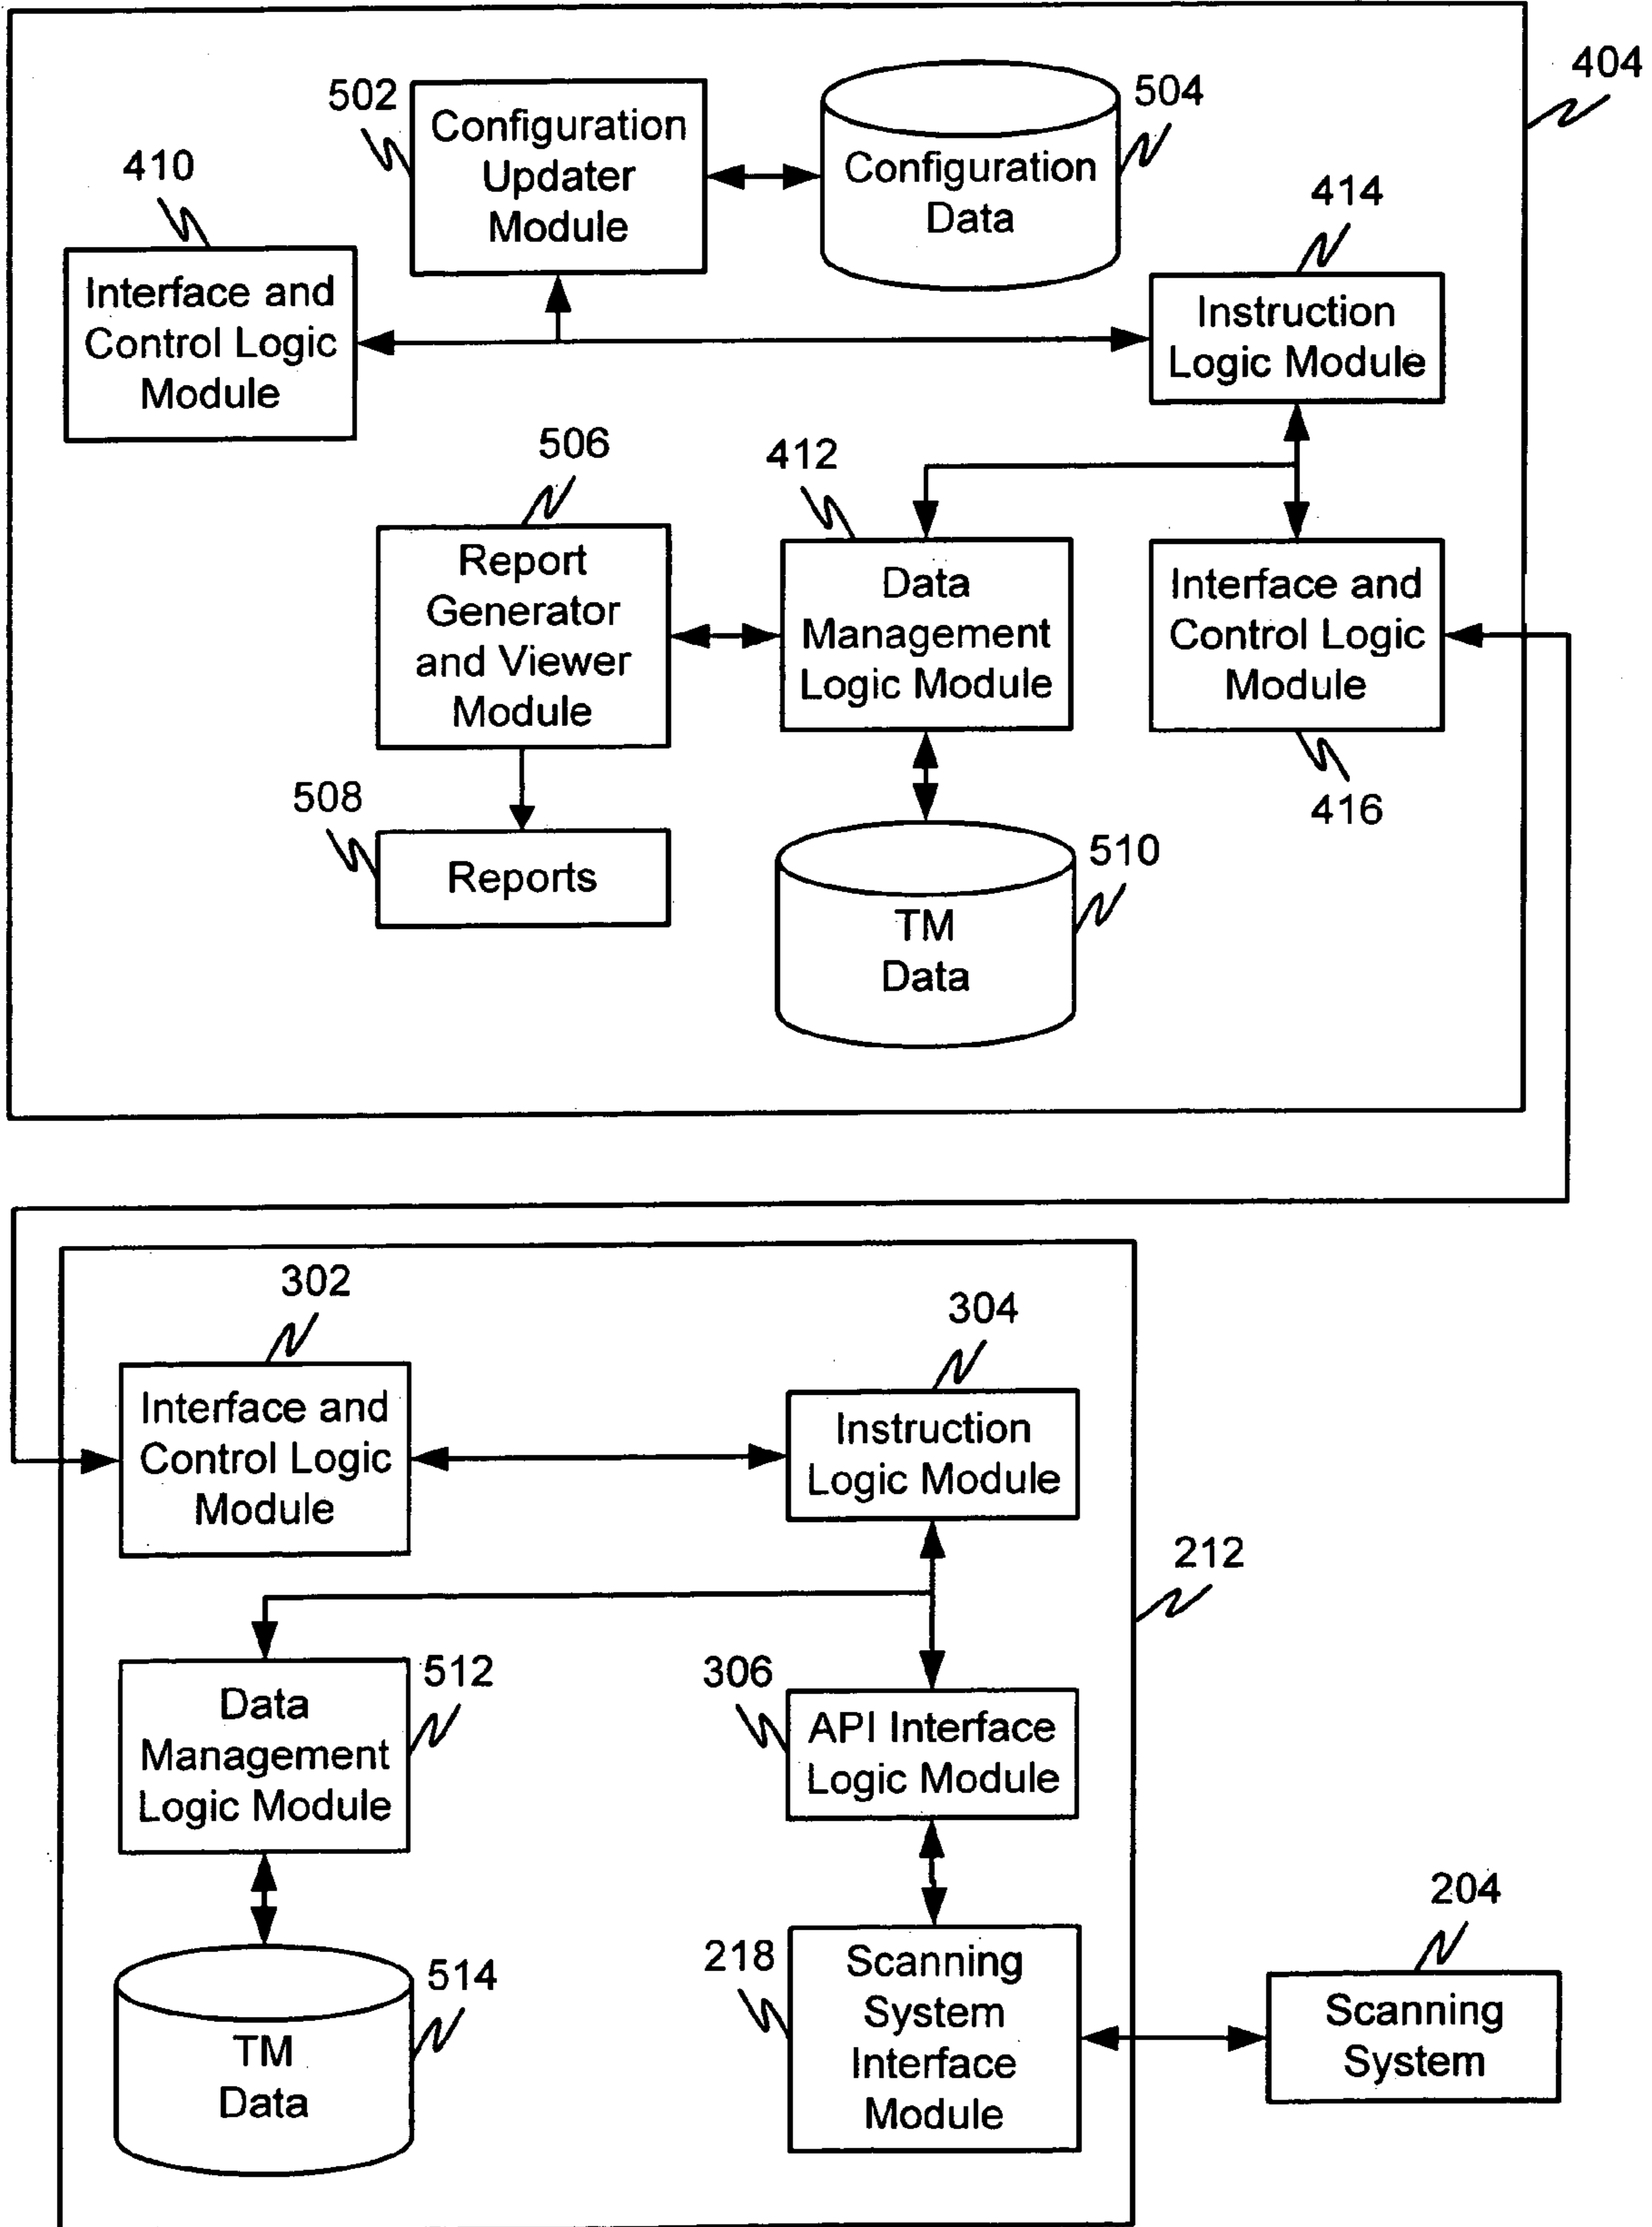 404
502
Configuration
Updater
Module
504
Configuration
Data
410
Interface and
Control Logic
Module
414
Instruction
Logic Module
506
Report
Generator
and Viewer
Module
412
Data
Management
Logic Module
Interface and
Control Logic
Module
416
508
Reports
510
TM
Data
302
Interface and
Control Logic
Module
304
Instruction
Logic Module
212
512
Data
Management
Logic Module
306
API Interface
Logic Module
514
TM
Data
218
Scanning
System
Interface
Module
204
Scanning
System